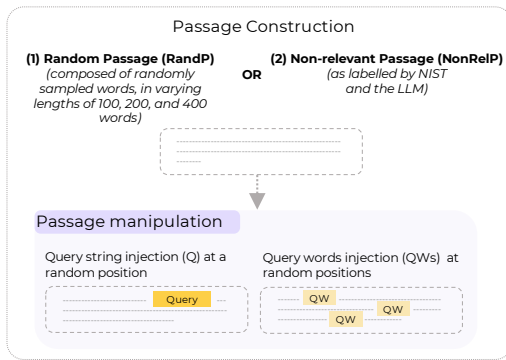 Passage Construction
(1) Random Passage (RandP)
(composed of randomly
sampled words, in varying
lengths of 100, 200, and 400
words)
OR
(2) Non-relevant Passage (NonRelP)
(as labelled by NIST
and the LLM)
Passage manipulation
Query string injection (Q) at a
random position
Query
Query words injection (QWs) at
random positions
QW
QW
QW